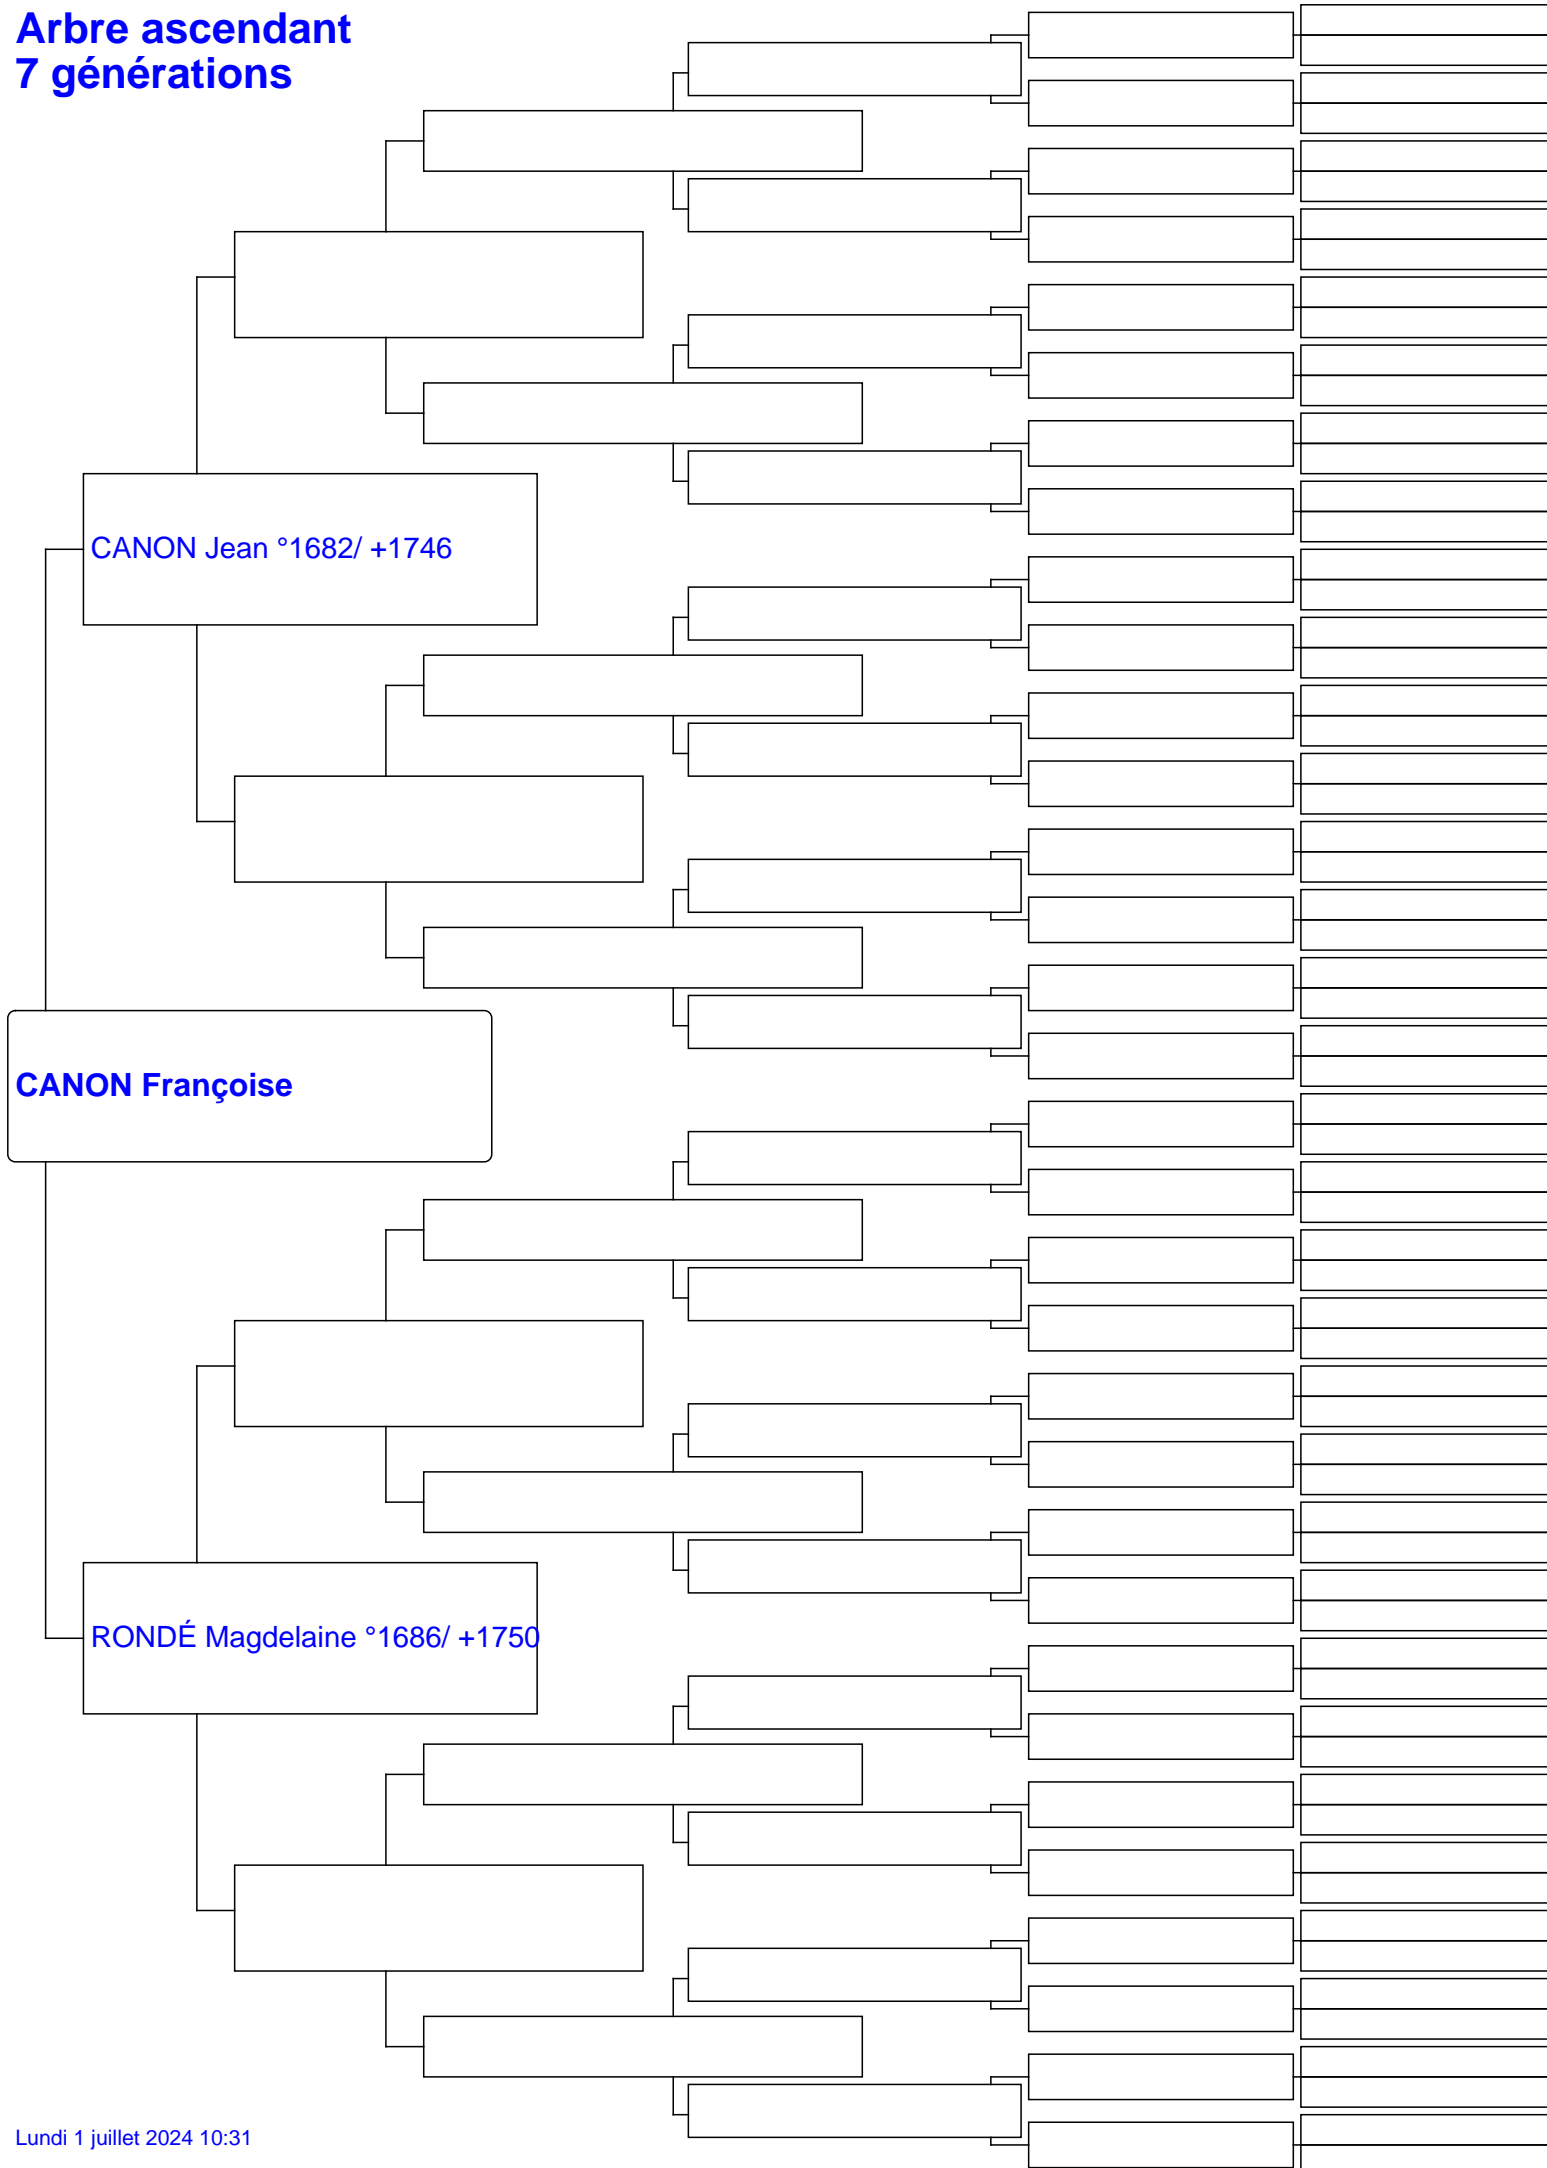 Arbre ascendant
7 générations
CANON Jean °1682/ +1746
CANON Françoise
RONDÉ Magdelaine °1686/ +1750
Lundi 1 juillet 2024 10:31